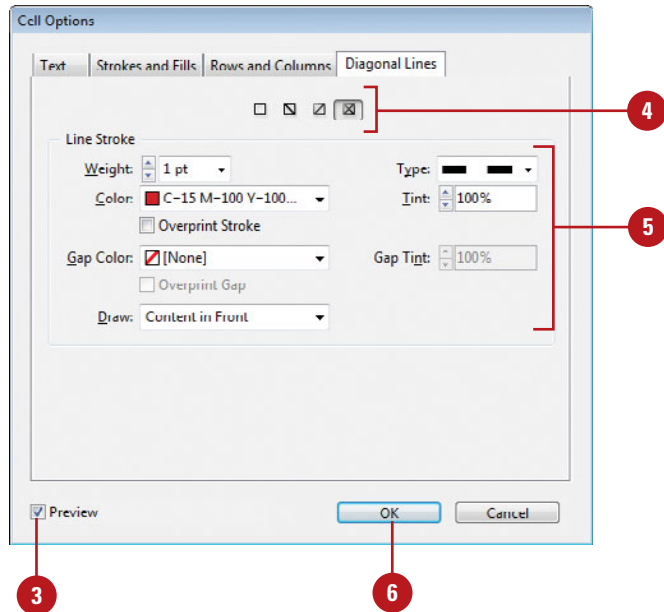 Cell Options
Text Strokes and Fills Rows and Columns Diagonal Lines
4
Line Stroke
Weight: 1 pt Type:
Color: C=15 M=100 Y=100... Tint: 100%
Overprint Stroke
5
Gap Color: [None] Gap Tint: 100%
Overprint Gap
Draw: Content in Front
Preview OK Cancel
3 6